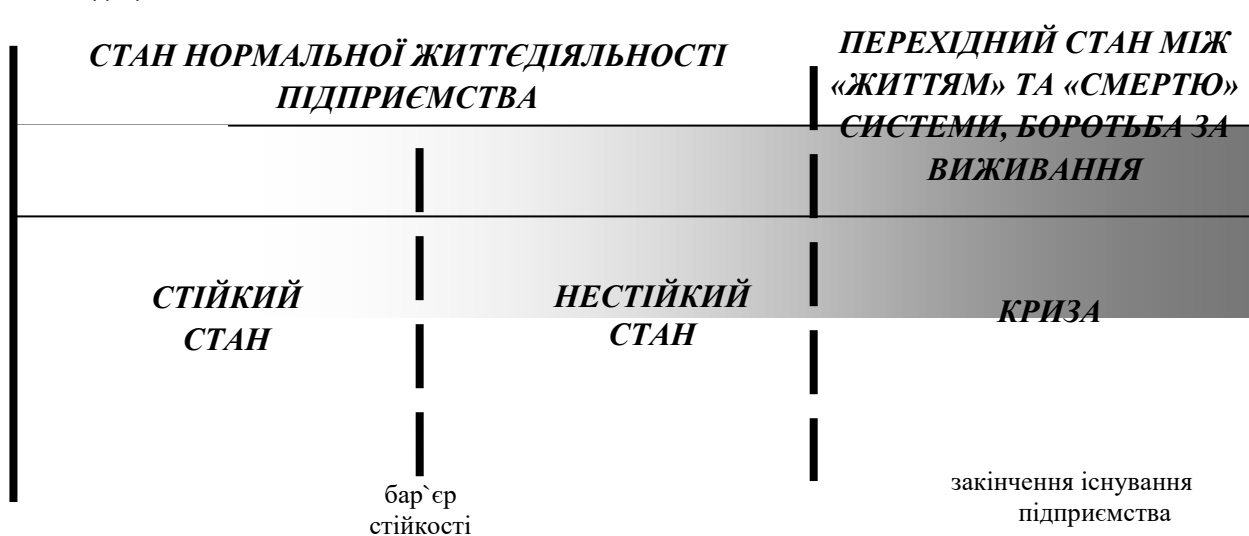 СТАН НОРМАЛЬНОЇ ЖИТТЄДІЯЛЬНОСТІ
ПІДПРИЄМСТВА
ПЕРЕХІДНИЙ СТАН МІЖ
«ЖИТТЯМ» ТА «СМЕРТЮ»
СИСТЕМИ, БОРОТЬБА ЗА
ВИЖИВАННЯ
СТІЙКИЙ
СТАН
НЕСТІЙКИЙ
СТАН
КРИЗА
бар`єр
стійкості
закінчення існування
підприємства